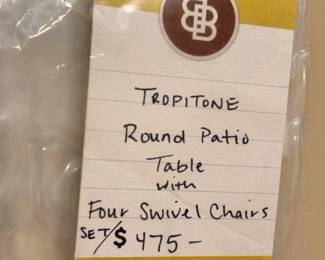 TROPITONE
Round Patio
Table
with
Four Swivel Chairs
SET/$475-